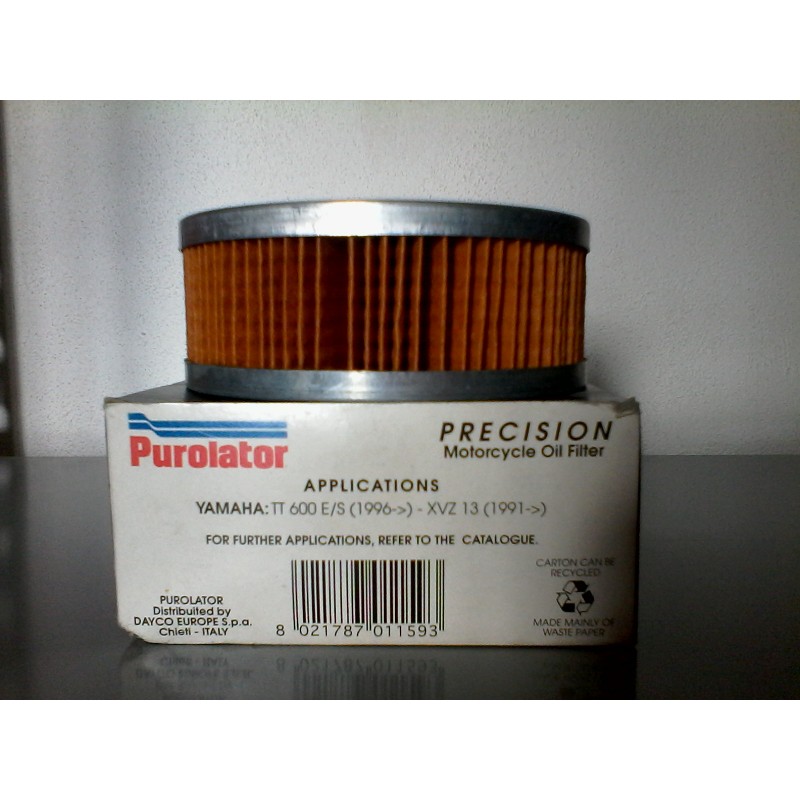 Purolator
PRECISION
Motorcycle Oil Filter
APPLICATIONS
YAMAHA: TT 600 E/S (1996->) - XVZ 13 (1991->)
FOR FURTHER APPLICATIONS, REFER TO THE CATALOGUE.
PUROLATOR
Distribuited by
DAYCO EUROPE S.p.a.
Chieti - ITALY
8 021787 011593
CARTON CAN BE
RECYCLED
MADE MAINLY OF
WASTE PAPER